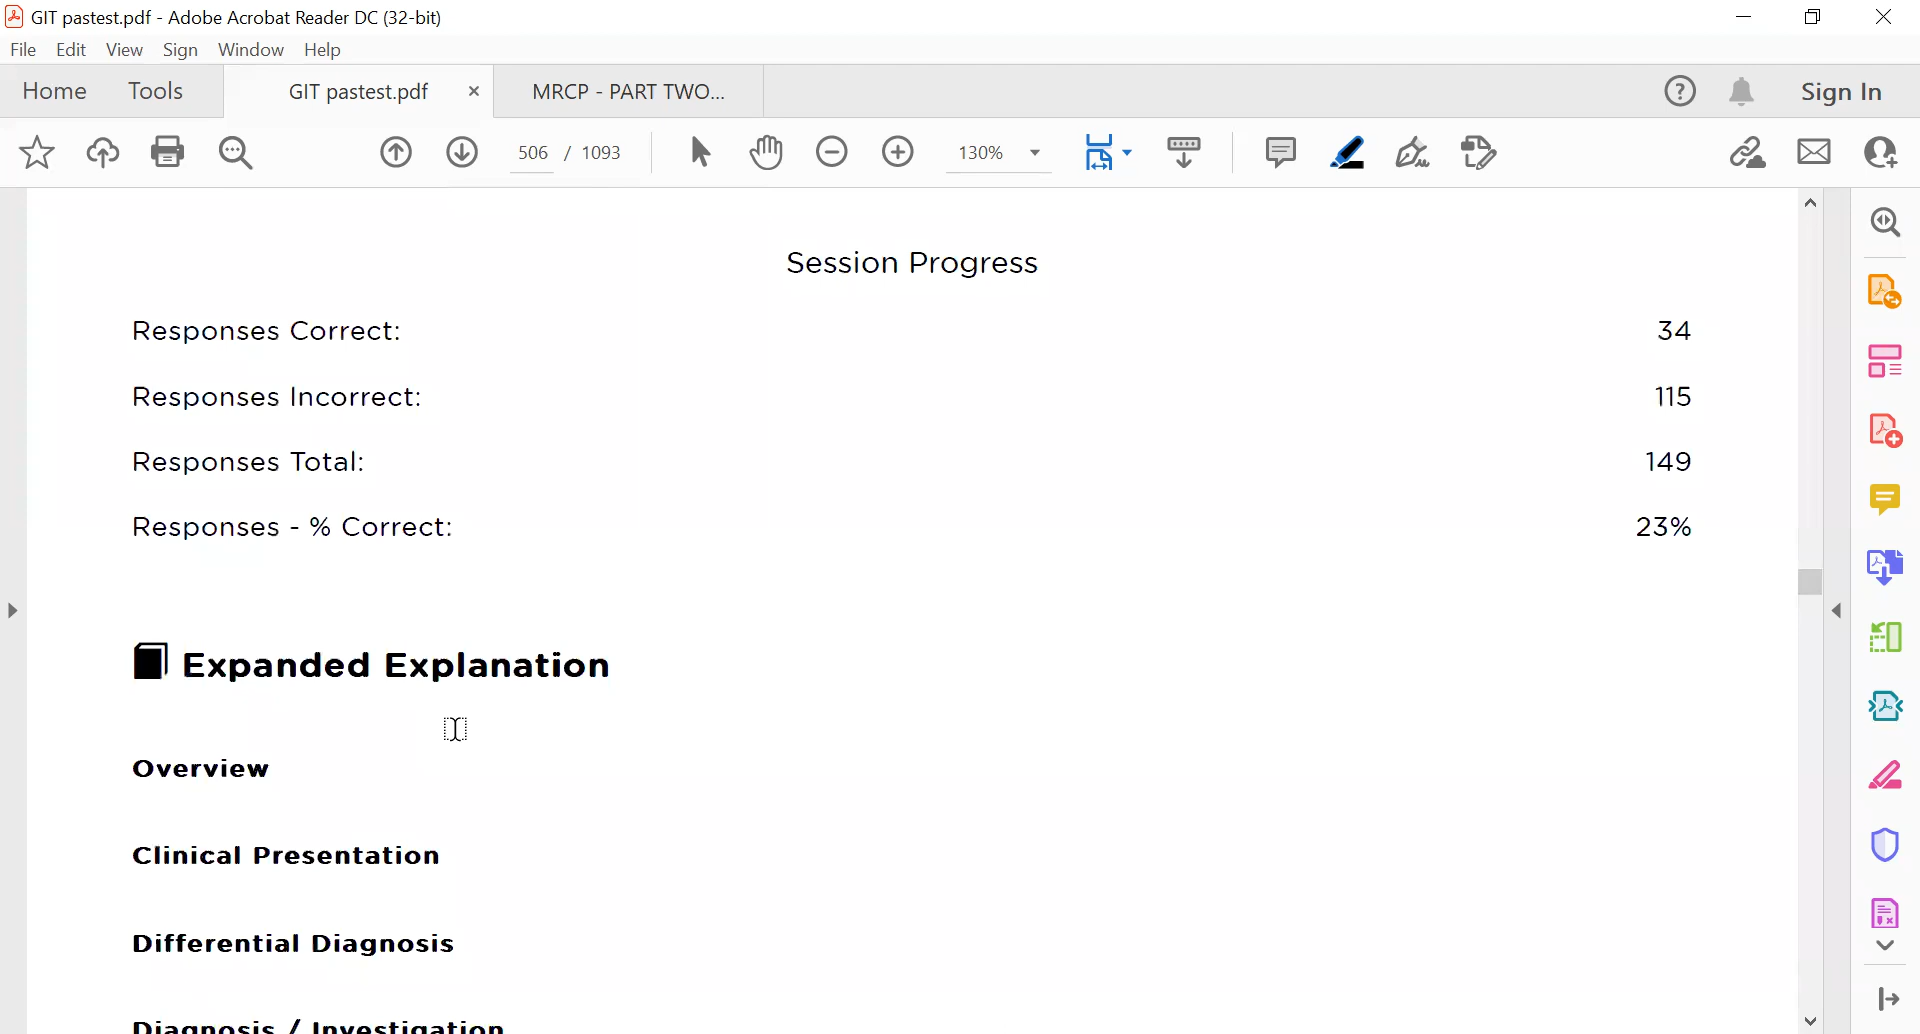 GIT pastest.pdf - Adobe Acrobat Reader DC (32-bit)
File Edit View Sign Window Help
Home Tools GIT pastest.pdf × MRCP - PART TWO... ? Sign In
506 / 1093 130%
Session Progress
Responses Correct: 34
Responses Incorrect: 115
Responses Total: 149
Responses - % Correct: 23%
Expanded Explanation
Overview
Clinical Presentation
Differential Diagnosis
Diagnosis / Investigation